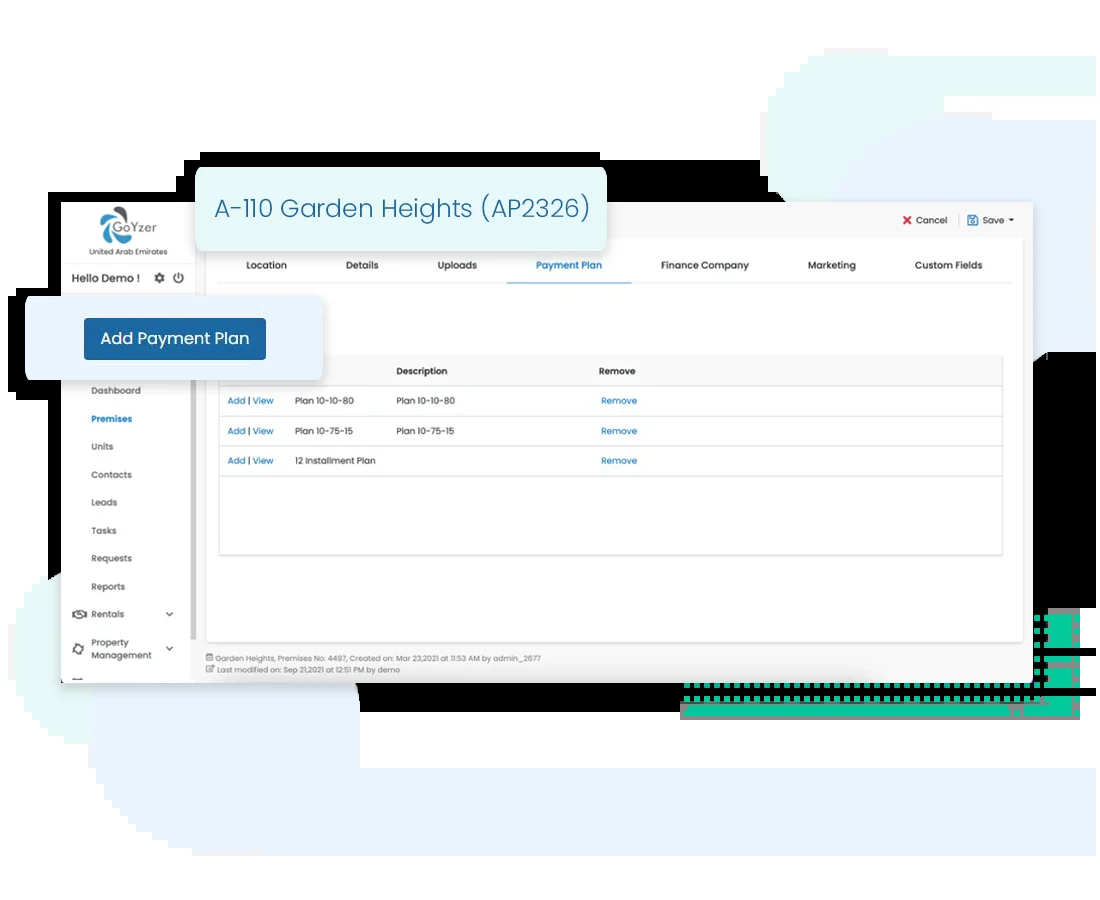 A-110 Garden Heights (AP2326)
GoYzer
United Arab Emirates
Cancel Save
Hello Demo !
Location Details Uploads Payment Plan Finance Company Marketing Custom Fields
Add Payment Plan
Description Remove
Dashboard
Premises
Units
Contacts
Leads
Tasks
Requests
Reports
Rentals
Property
Management
Add | View Plan 10-10-80 Plan 10-10-80 Remove
Add | View Plan 10-75-15 Plan 10-75-15 Remove
Add | View 12 Installment Plan Remove
Garden Heights, Premises No: 4497, Created on: Mar 23,2021 at 11:53 AM by admin_2677
Last modified on: Sep 21,2021 at 12:51 PM by demo